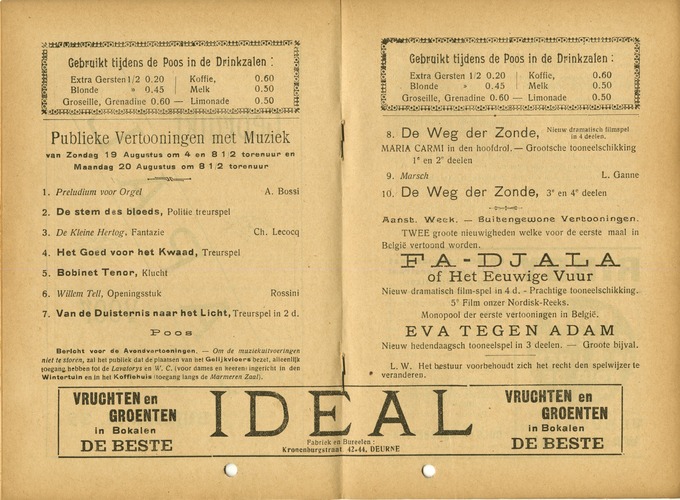 Gebruikt tijdens de Poos in de Drinkzalen :
Extra Gersten 1/2 0.20 Koffie, 0.60
Blonde » 0.45 Melk 0.50
Groseille, Grenadine 0.60 — Limonade 0.50
Publieke Vertooningen met Muziek
van Zondag 19 Augustus om 4 en 8 1/2 torenuur en
Maandag 20 Augustus om 8 1/2 torenuur
1. Preludium voor Orgel A. Bossi
2. De stem des bloeds, Politie treurspel
3. De Kleine Hertog, Fantazie Ch. Lecocq
4. Het Goed voor het Kwaad, Treurspel
5. Bobinet Tenor, Klucht
6. Willem Tell, Openingsstuk Rossini
7. Van de Duisternis naar het Licht, Treurspel in 2 d.
Poos
Bericht voor de Avondvertooningen. — Om de muziekuitvoeringen
niet te storen, zal het publiek dat de plaatsen van het Gelijkvloers bezet, alleenlijk
toegang hebben tot de Lavatorys en W. C. (voor dames en heeren) ingericht in den
Wintertuin en in het Koffiehuis (toegang langs de Marmeren Zaal).
Gebruikt tijdens de Poos in de Drinkzalen :
Extra Gersten 1/2 0.20 Koffie, 0.60
Blonde » 0.45 Melk 0.50
Groseille, Grenadine 0.60 — Limonade 0.50
8. De Weg der Zonde, Nieuw dramatisch filmspel
in 4 deelen.
MARIA CARMI in den hoofdrol. — Grootsche tooneelschikking
1e en 2e deelen
9. Marsch L. Ganne
10. De Weg der Zonde, 3e en 4e deelen
Aanst. Week. — Buitengewone Vertooningen.
TWEE groote nieuwigheden welke voor de eerste maal in
België vertoond worden.
FA-DJALA
of Het Eeuwige Vuur
Nieuw dramatisch film-spel in 4 d. - Prachtige tooneelschikking.
5e Film onzer Nordisk-Reeks.
Monopool der eerste vertooningen in België.
EVA TEGEN ADAM
Nieuw hedendaagsch tooneelspel in 3 deelen. — Groote bijval.
L. W. Het bestuur voorbehoudt zich het recht den spelwijzer te
veranderen.
VRUCHTEN en
GROENTEN
in Bokalen
DE BESTE
IDEAL
Fabriek en Bureelen :
Kronenburgstraat, 42-44, DEURNE
VRUCHTEN en
GROENTEN
in Bokalen
DE BESTE